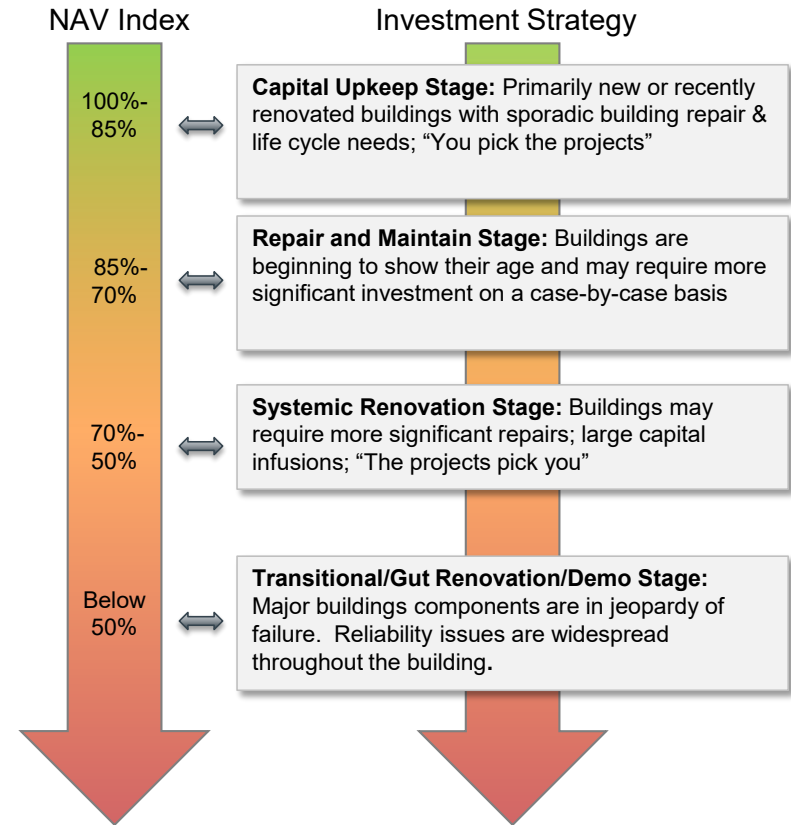 NAV Index
Investment Strategy
100%-
85%
Capital Upkeep Stage: Primarily new or recently
renovated buildings with sporadic building repair &
life cycle needs; “You pick the projects”
85%-
70%
Repair and Maintain Stage: Buildings are
beginning to show their age and may require more
significant investment on a case-by-case basis
70%-
50%
Systemic Renovation Stage: Buildings may
require more significant repairs; large capital
infusions; “The projects pick you”
Below
50%
Transitional/Gut Renovation/Demo Stage:
Major buildings components are in jeopardy of
failure.  Reliability issues are widespread
throughout the building.